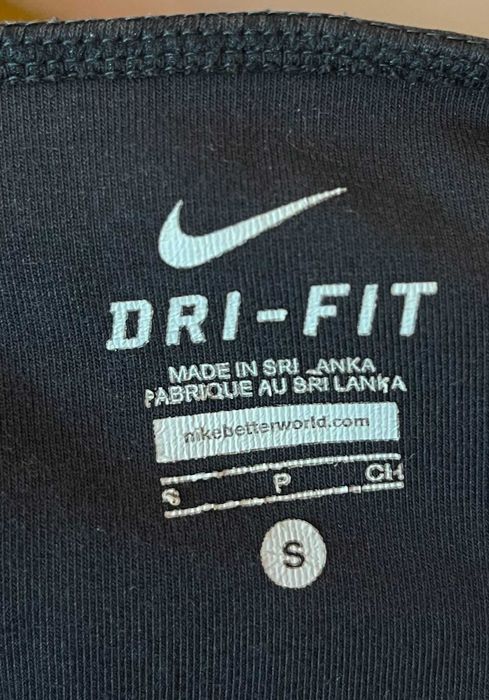 DRI-FIT
MADE IN SRI LANKA
FABRIQUE AU SRI LANKA
nikebetterworld.com
S P CH
S